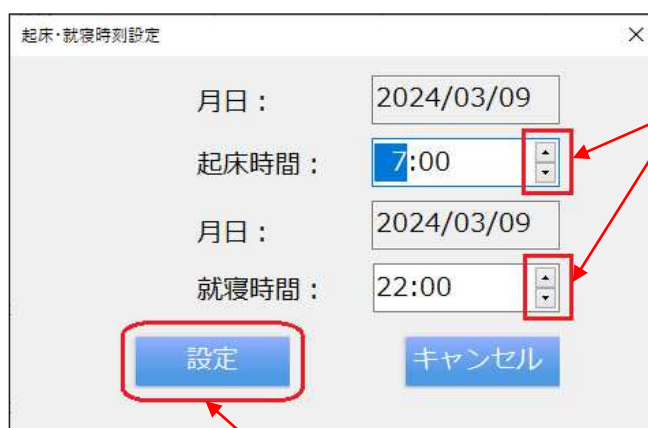 起床・就寝時刻設定
月日： 2024/03/09
起床時間： 7:00
月日： 2024/03/09
就寝時間： 22:00
設定 キャンセル